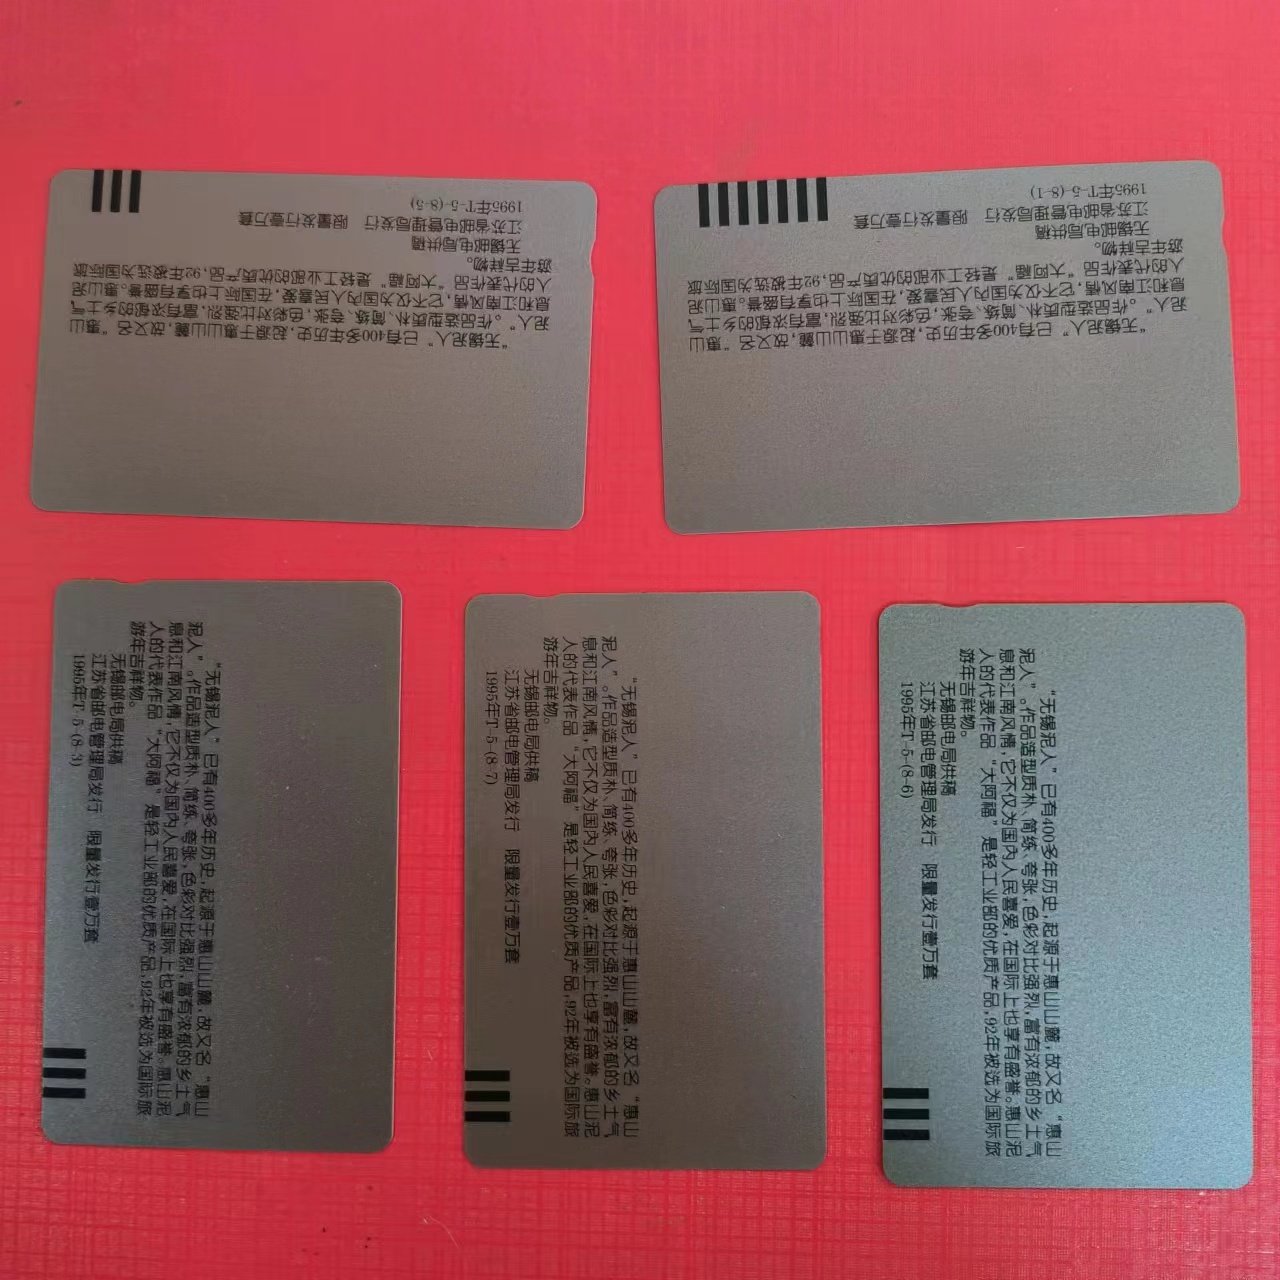 “无锡泥人”已有400多年历史，起源于惠山山麓，故又名“惠山
泥人”。作品造型质朴、简练、夸张，色彩对比强烈，富有浓郁的乡土气
息和江南风情，它不仅为国内人民喜爱，在国际上也享有盛誉。惠山泥
人的代表作品“大阿福”是轻工业部的优质产品，92年被选为国际旅
游年吉祥物。
无锡邮电局供稿
江苏省邮电管理局发行 限量发行壹万套
1995年T-5-(8-5)
“无锡泥人”已有400多年历史，起源于惠山山麓，故又名“惠山
泥人”。作品造型质朴、简练、夸张，色彩对比强烈，富有浓郁的乡土气
息和江南风情，它不仅为国内人民喜爱，在国际上也享有盛誉。惠山泥
人的代表作品“大阿福”是轻工业部的优质产品，92年被选为国际旅
游年吉祥物。
无锡邮电局供稿
江苏省邮电管理局发行 限量发行壹万套
1995年T-5-(8-1)
“无锡泥人”已有400多年历史，起源于惠山山麓，故又名“惠山
泥人”。作品造型质朴、简练、夸张，色彩对比强烈，富有浓郁的乡土气
息和江南风情，它不仅为国内人民喜爱，在国际上也享有盛誉。惠山泥
人的代表作品“大阿福”是轻工业部的优质产品，92年被选为国际旅
游年吉祥物。
无锡邮电局供稿
江苏省邮电管理局发行 限量发行壹万套
1995年T-5-(8-3)
“无锡泥人”已有400多年历史，起源于惠山山麓，故又名“惠山
泥人”。作品造型质朴、简练、夸张，色彩对比强烈，富有浓郁的乡土气
息和江南风情，它不仅为国内人民喜爱，在国际上也享有盛誉。惠山泥
人的代表作品“大阿福”是轻工业部的优质产品，92年被选为国际旅
游年吉祥物。
无锡邮电局供稿
江苏省邮电管理局发行 限量发行壹万套
1995年T-5-(8-7)
“无锡泥人”已有400多年历史，起源于惠山山麓，故又名“惠山
泥人”。作品造型质朴、简练、夸张，色彩对比强烈，富有浓郁的乡土气
息和江南风情，它不仅为国内人民喜爱，在国际上也享有盛誉。惠山泥
人的代表作品“大阿福”是轻工业部的优质产品，92年被选为国际旅
游年吉祥物。
无锡邮电局供稿
江苏省邮电管理局发行 限量发行壹万套
1995年T-5-(8-6)